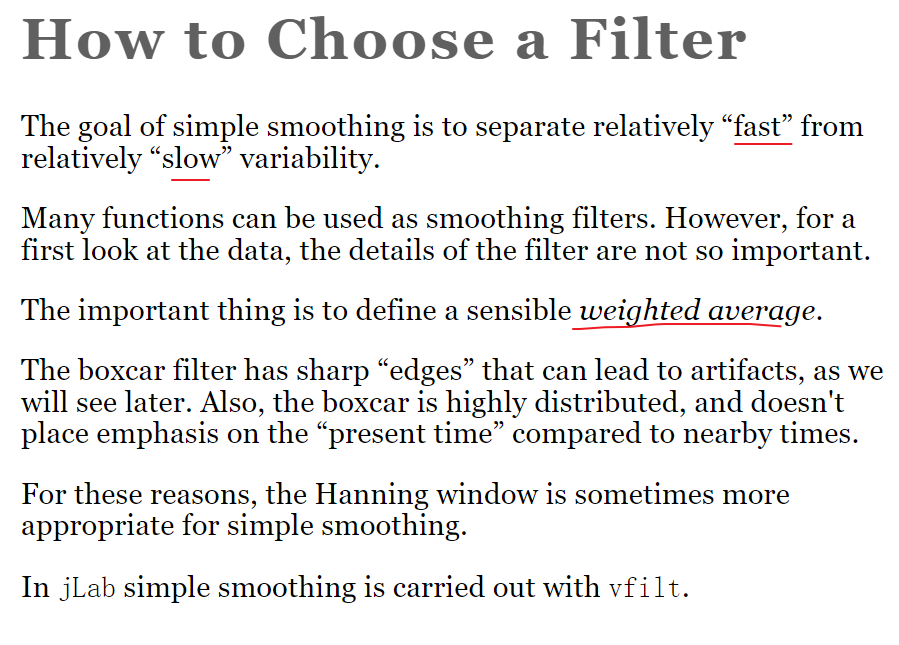 How to Choose a Filter
The goal of simple smoothing is to separate relatively “fast” from
relatively “slow” variability.
Many functions can be used as smoothing filters. However, for a
first look at the data, the details of the filter are not so important.
The important thing is to define a sensible weighted average.
The boxcar filter has sharp “edges” that can lead to artifacts, as we
will see later. Also, the boxcar is highly distributed, and doesn't
place emphasis on the “present time” compared to nearby times.
For these reasons, the Hanning window is sometimes more
appropriate for simple smoothing.
In jLab simple smoothing is carried out with vfilt.